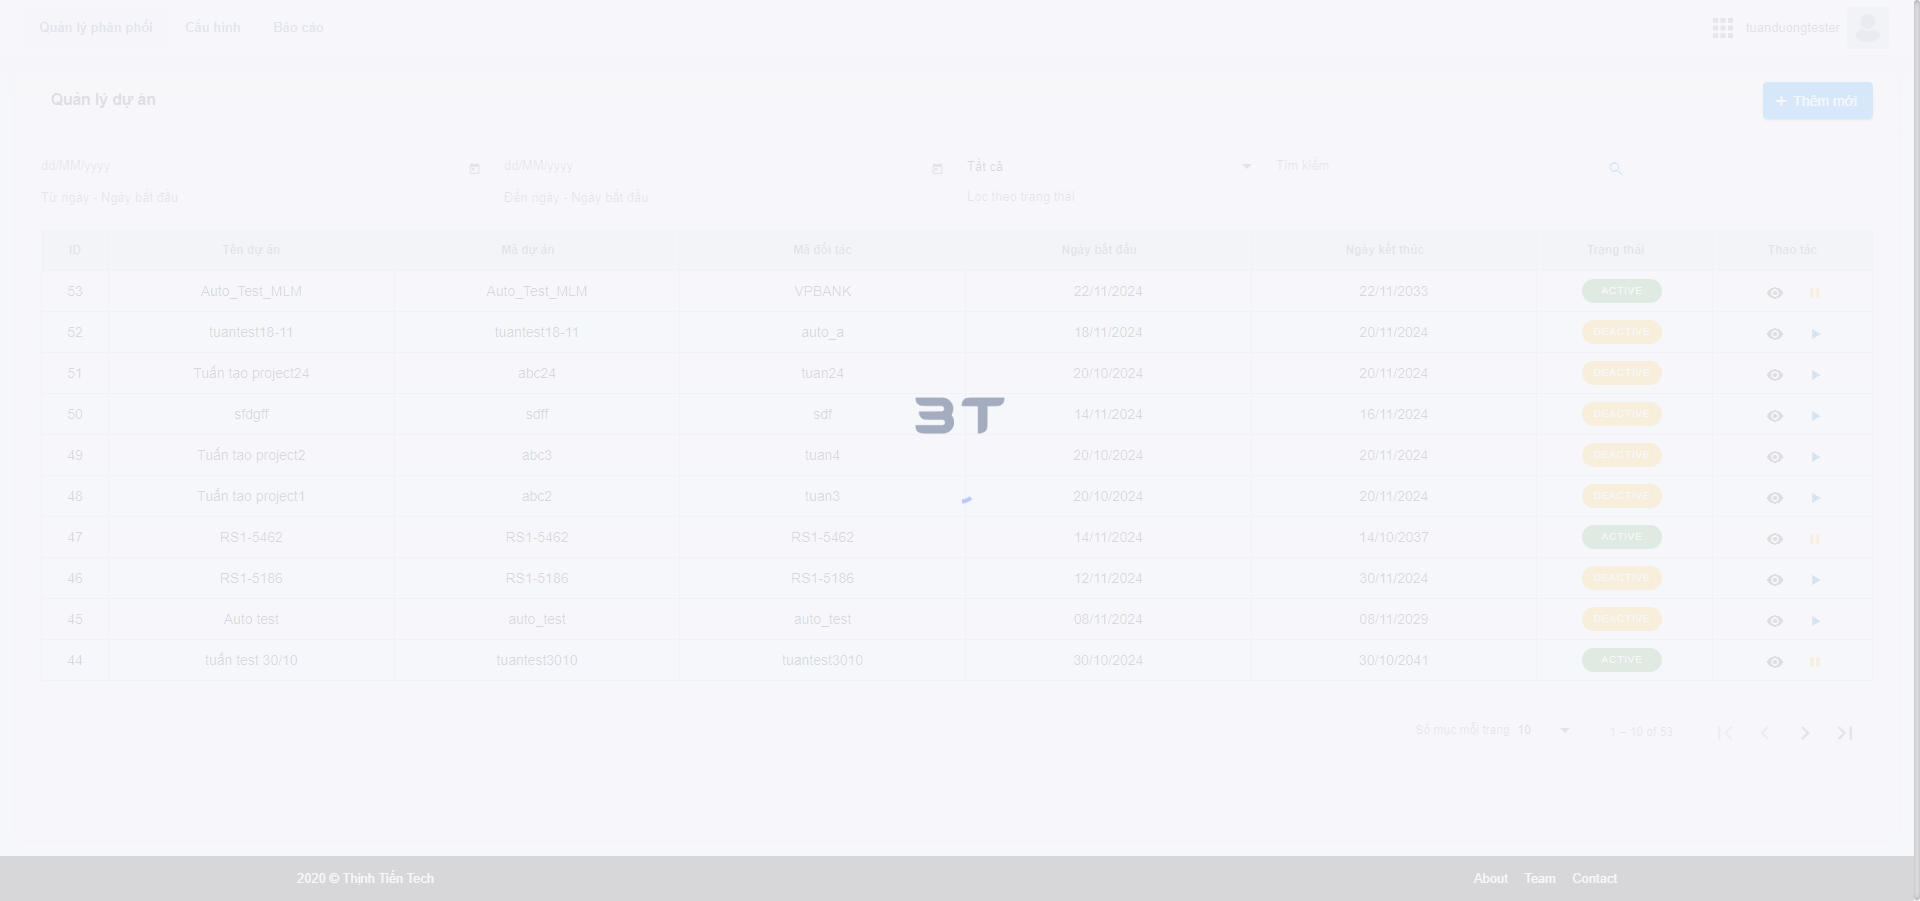 Quản lý phân phối Cấu hình Báo cáo tuanduongtester
Quản lý dự án + Thêm mới
dd/MM/yyyy dd/MM/yyyy Tất cả Tìm kiếm
Từ ngày - Ngày bắt đầu Đến ngày - Ngày bắt đầu Lọc theo trạng thái
ID Tên dự án Mã dự án Mã đối tác Ngày bắt đầu Ngày kết thúc Trạng thái Thao tác
53 Auto_Test_MLM Auto_Test_MLM VPBANK 22/11/2024 22/11/2033 ACTIVE
52 tuantest18-11 tuantest18-11 auto_a 18/11/2024 20/11/2024 DEACTIVE
51 Tuấn tạo project24 abc24 tuan24 20/10/2024 20/11/2024 DEACTIVE
50 sfdgff sdff sdf 14/11/2024 16/11/2024 DEACTIVE
3T
49 Tuấn tạo project2 abc3 tuan4 20/10/2024 20/11/2024 DEACTIVE
48 Tuấn tạo project1 abc2 tuan3 20/10/2024 20/11/2024 DEACTIVE
47 RS1-5462 RS1-5462 RS1-5462 14/11/2024 14/10/2037 ACTIVE
46 RS1-5186 RS1-5186 RS1-5186 12/11/2024 30/11/2024 DEACTIVE
45 Auto test auto_test auto_test 08/11/2024 08/11/2029 DEACTIVE
44 tuấn test 30/10 tuantest3010 tuantest3010 30/10/2024 30/10/2041 ACTIVE
Số mục mỗi trang 10 1 – 10 of 53
2020 © Thịnh Tiến Tech About Team Contact